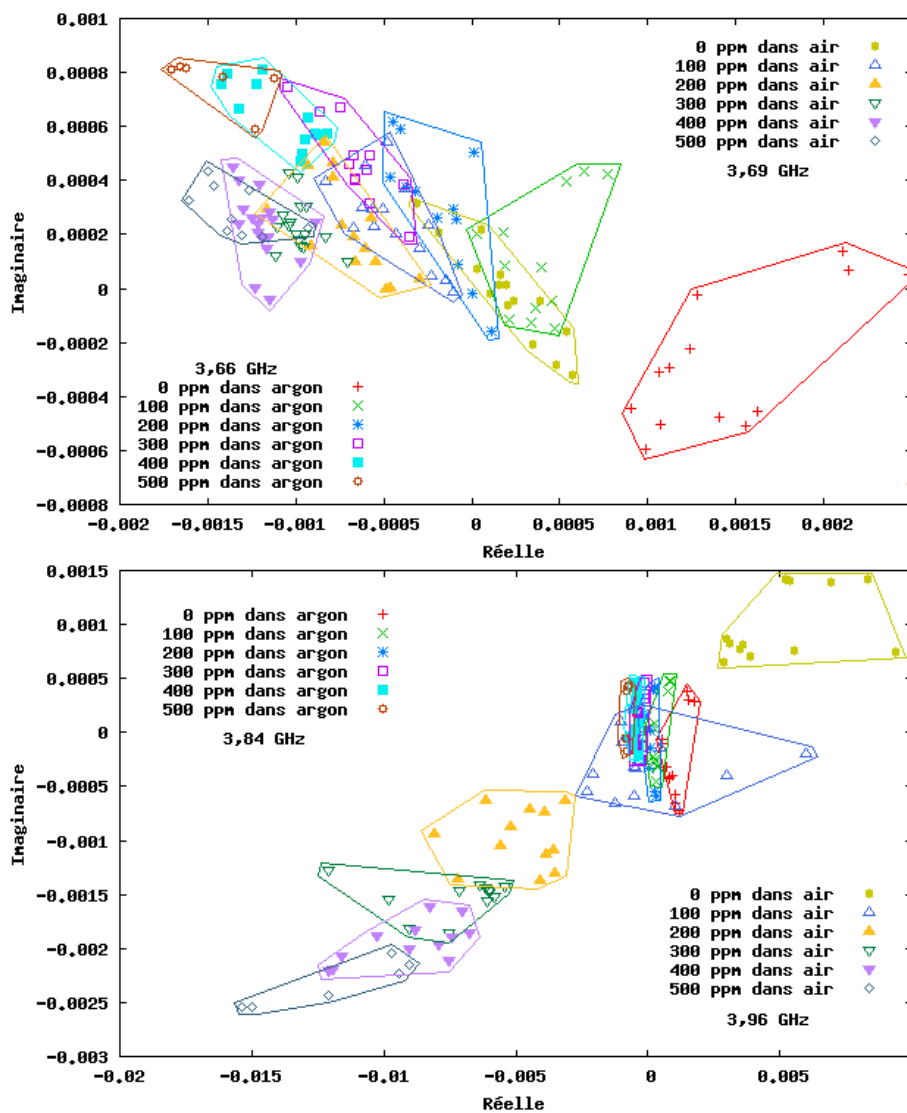 0.001
0.0008
0.0006
0.0004
0.0002
0
-0.0002
-0.0004
-0.0006
-0.0008
Imaginaire
0 ppm dans air
100 ppm dans air
200 ppm dans air
300 ppm dans air
400 ppm dans air
500 ppm dans air
3,69 GHz
3,66 GHz
0 ppm dans argon
100 ppm dans argon
200 ppm dans argon
300 ppm dans argon
400 ppm dans argon
500 ppm dans argon
-0.002 -0.0015 -0.001 -0.0005 0 0.0005 0.001 0.0015 0.002
Réelle
0.0015
0.001
0.0005
0
-0.0005
-0.001
-0.0015
-0.002
-0.0025
-0.003
Imaginaire
0 ppm dans argon
100 ppm dans argon
200 ppm dans argon
300 ppm dans argon
400 ppm dans argon
500 ppm dans argon
3,84 GHz
0 ppm dans air
100 ppm dans air
200 ppm dans air
300 ppm dans air
400 ppm dans air
500 ppm dans air
3,96 GHz
-0.02 -0.015 -0.01 -0.005 0 0.005
Réelle